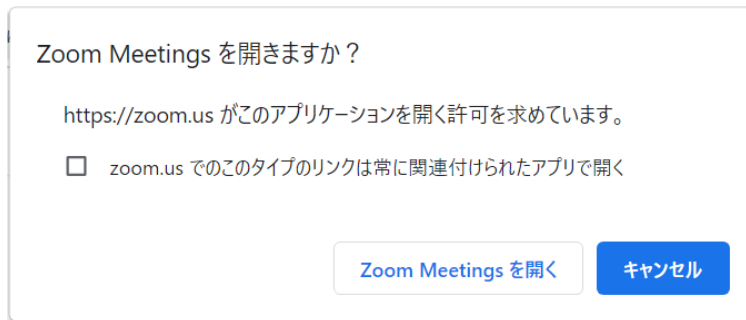 Zoom Meetings を開きますか？
https://zoom.us がこのアプリケーションを開く許可を求めています。
zoom.us でのこのタイプのリンクは常に関連付けられたアプリで開く
Zoom Meetings を開く
キャンセル